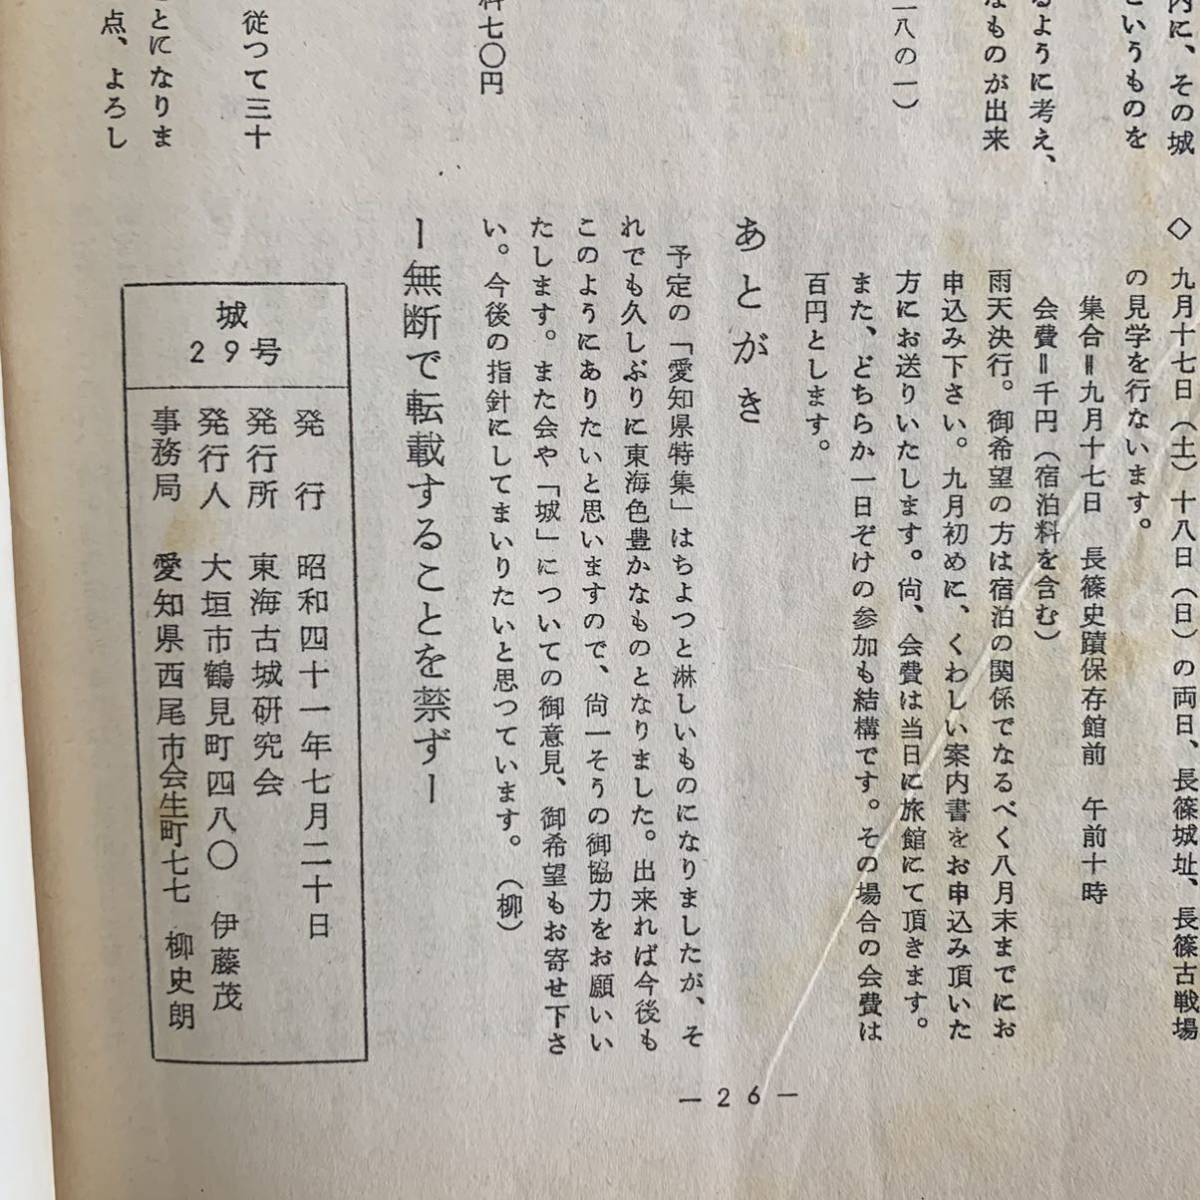 内に、その城
というものを
るように考え、
なものが出来
二八の一)
料七〇円
従つて三十
ことになりま
点、よろし
◇ 九月十七日(土)十八日(日)の両日、長篠城址、長篠古戦場
の見学を行ないます。
集合=九月十七日 長篠史蹟保存館前 午前十時
会費=千円(宿泊料を含む)
雨天決行。御希望の方は宿泊の関係でなるべく八月末までにお
申込み下さい。九月初めに、くわしい案内書をお申込み頂いた
方にお送りいたします。尚、会費は当日に旅館にて頂きます。
また、どちらか一日ぞけの参加も結構です。その場合の会費は
百円とします。
あとがき
予定の「愛知県特集」はちよつと淋しいものになりましたが、そ
れでも久しぶりに東海色豊かなものとなりました。出来れば今後も
このようにありたいと思いますので、尚一そうの御協力をお願いい
たします。また会や「城」についての御意見、御希望もお寄せ下さ
い。今後の指針にしてまいりたいと思つています。 (柳)
ー無断で転載することを禁ずー
城
29号
発行 昭和四十一年七月二十日
発行所 東海古城研究会
発行人 大垣市鶴見町四八〇 伊藤茂
事務局 愛知県西尾市会生町七七 柳史朗
—26—